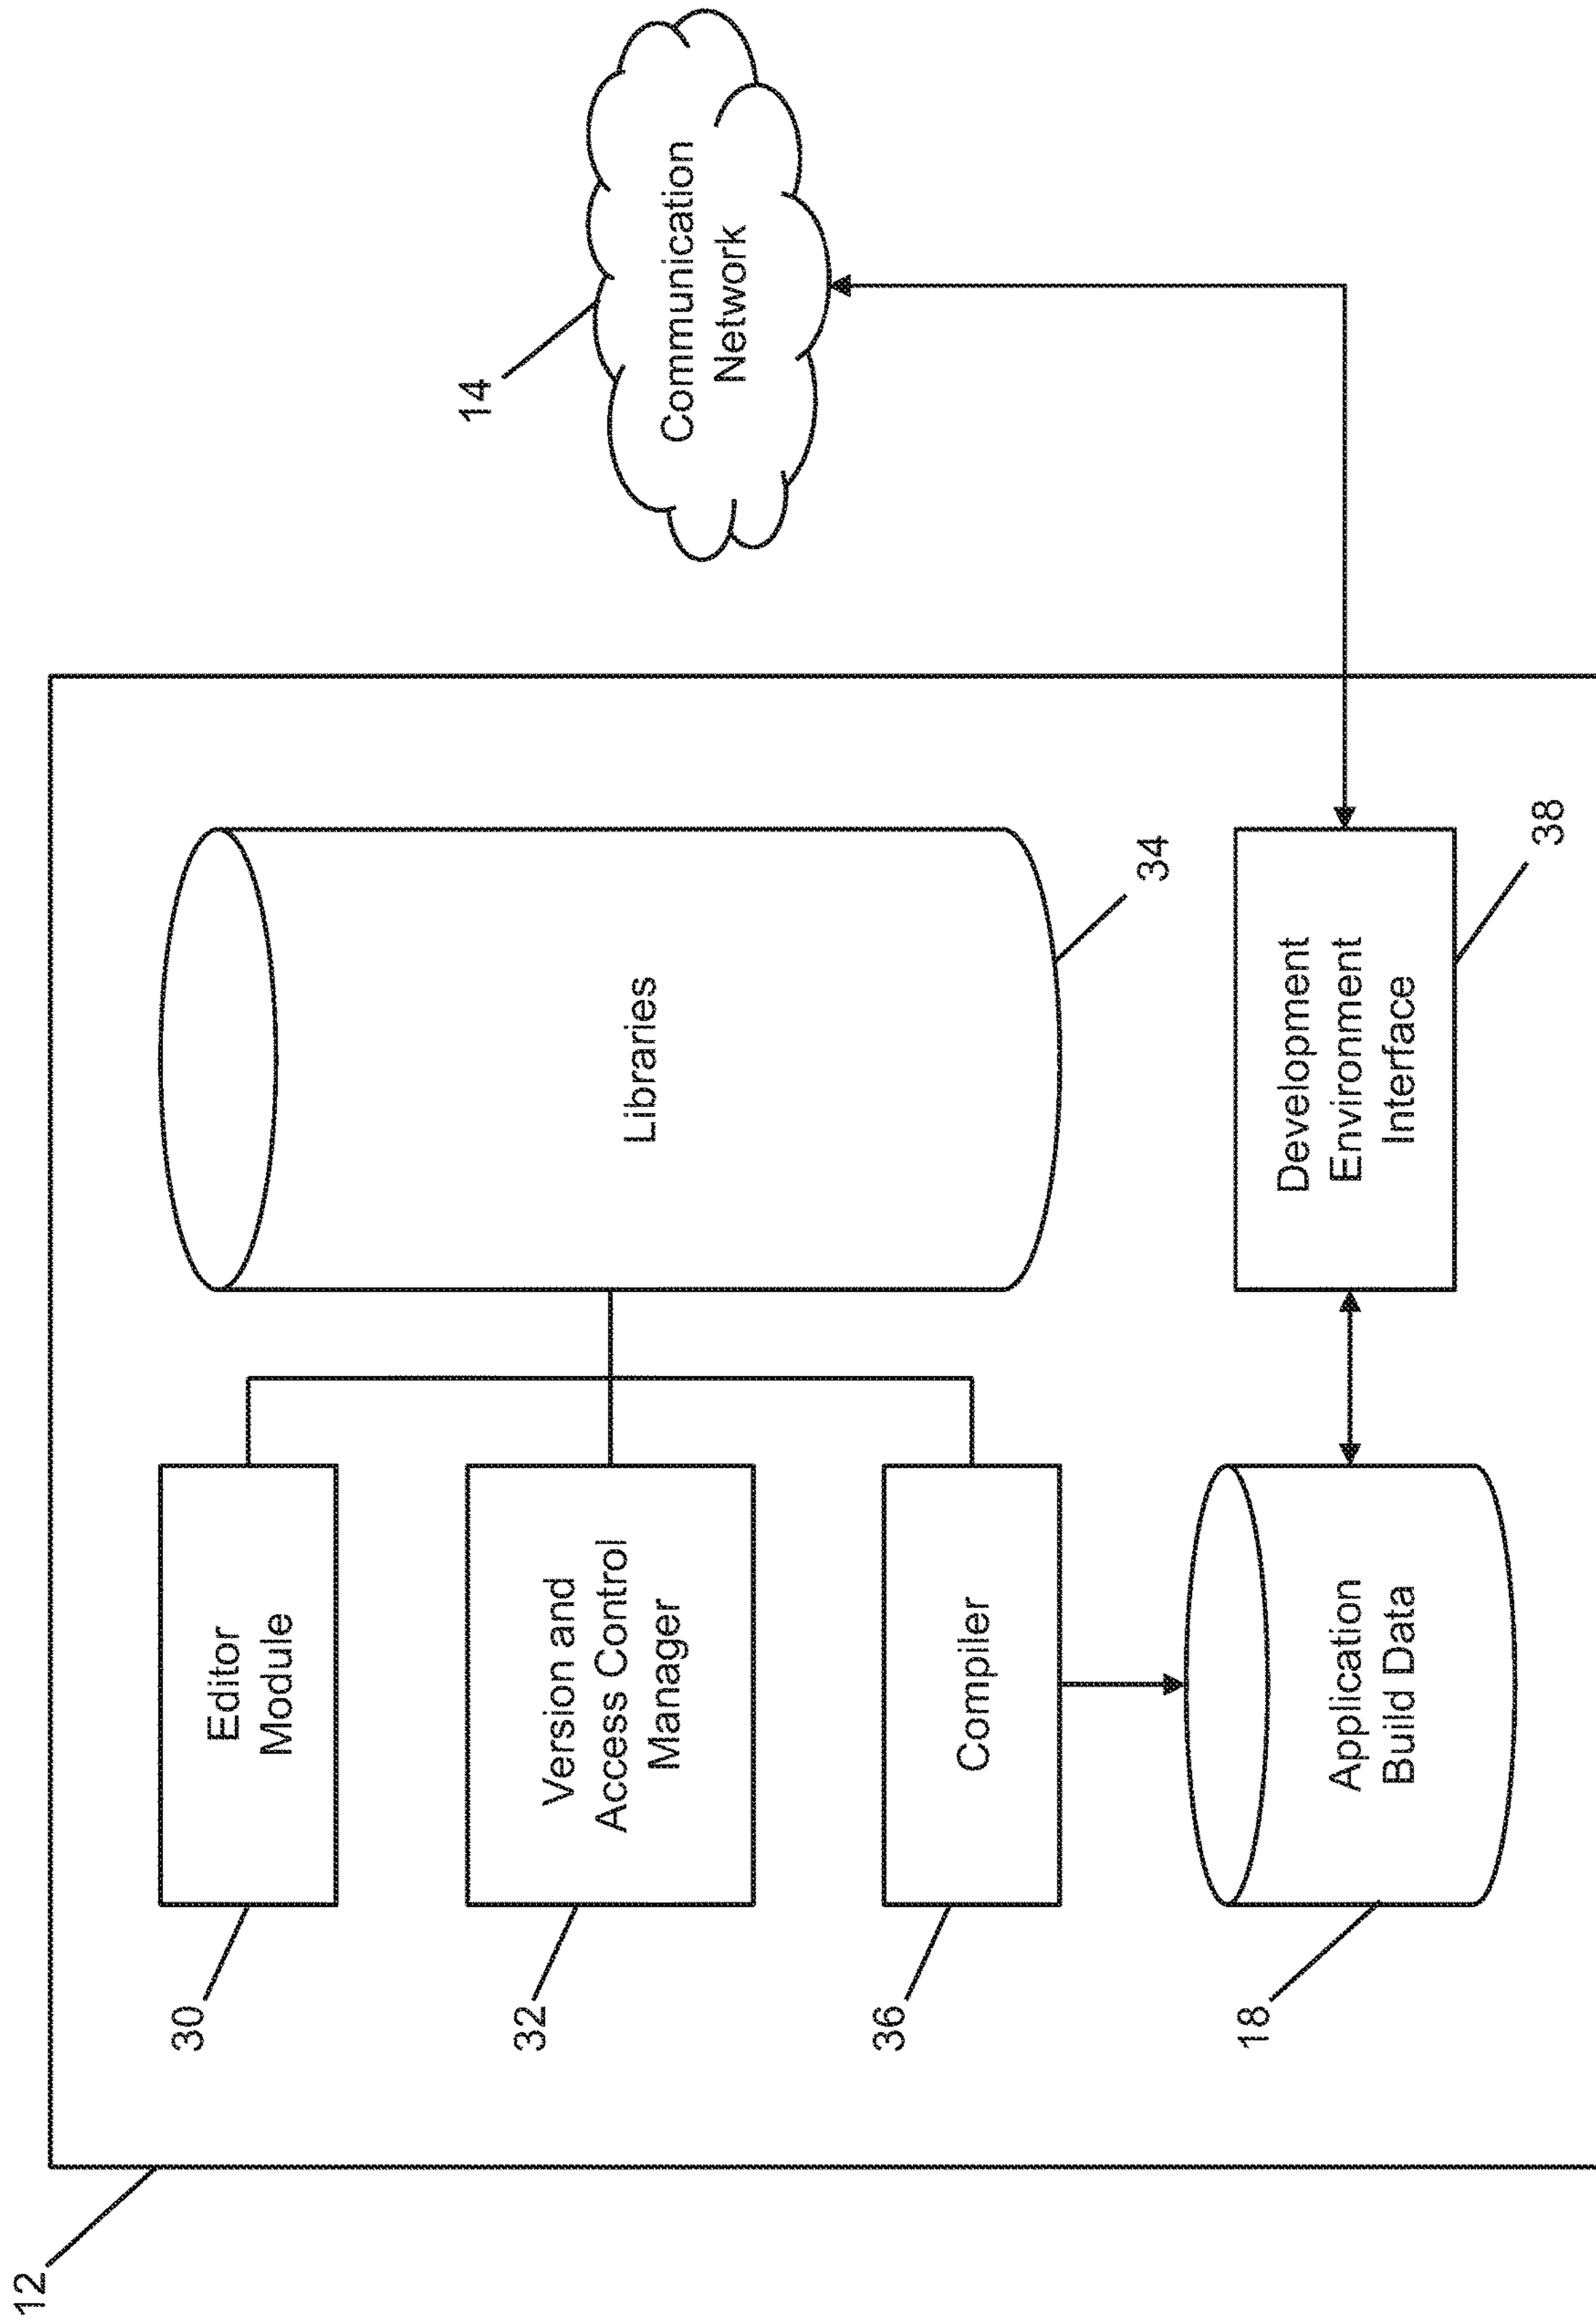 12
30
Editor
Module
32
Version and
Access Control
Manager
36
Compiler
18
Application
Build Data
Libraries
34
Development
Environment
Interface
38
14
Communication
Network